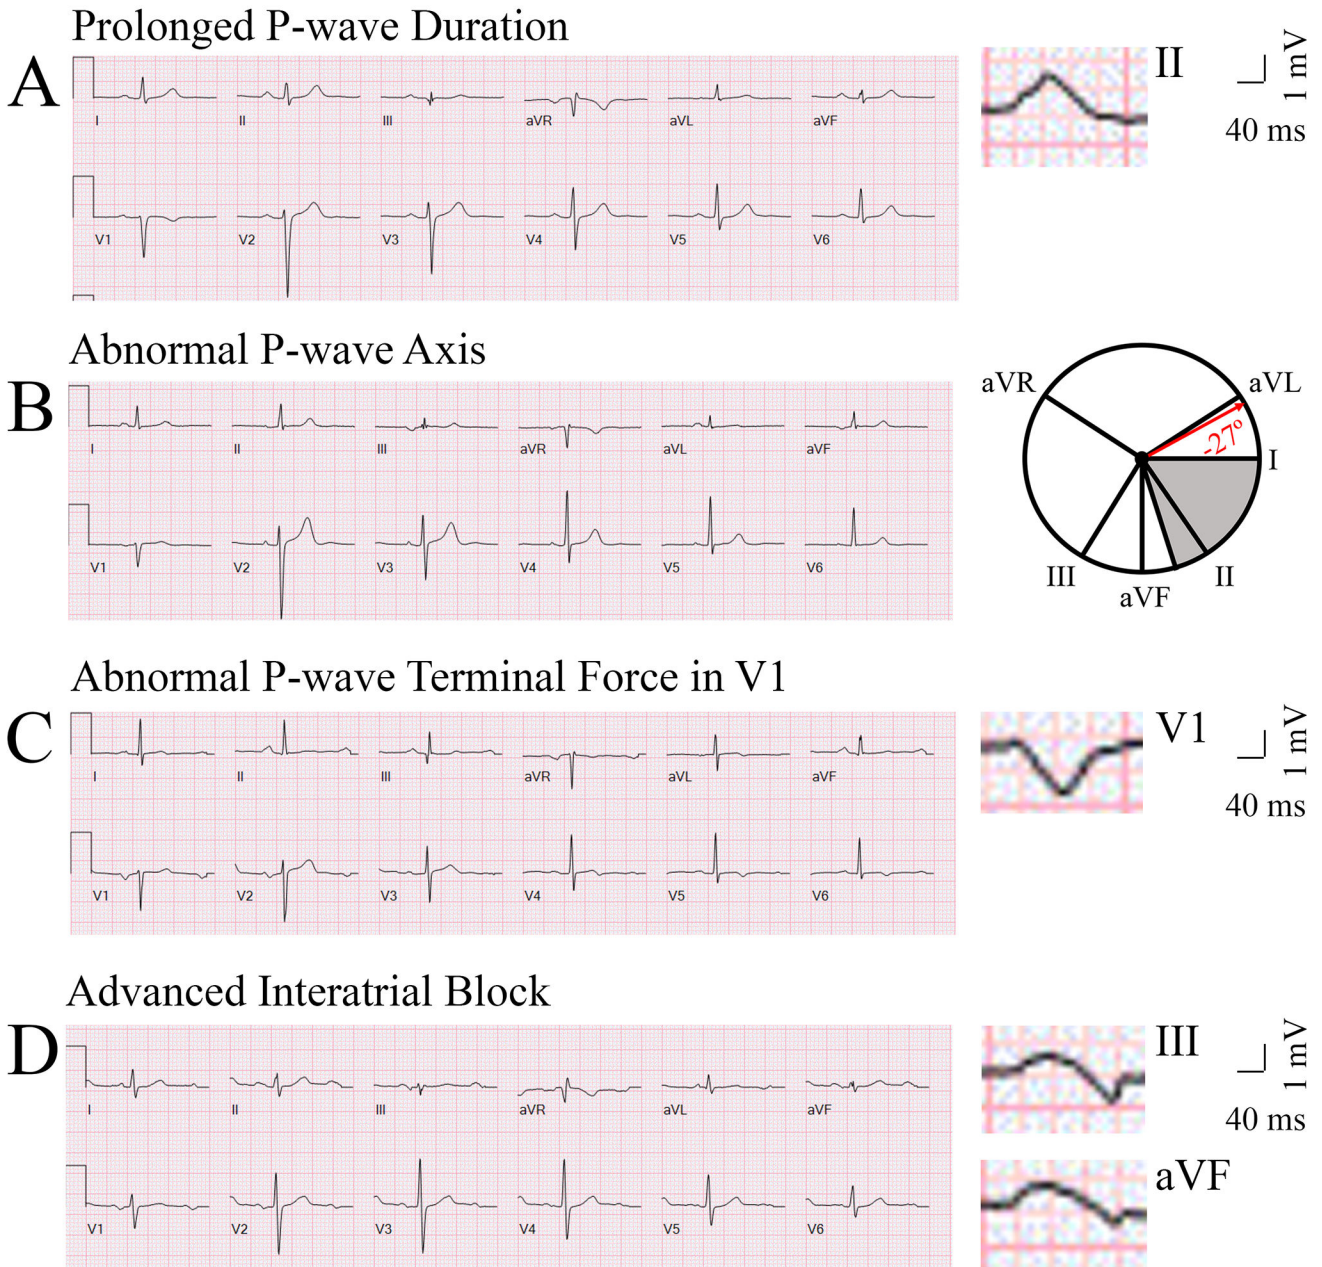 Prolonged P-wave Duration
A
I II III aVR aVL aVF
V1 V2 V3 V4 V5 V6
II
1 mV
40 ms
Abnormal P-wave Axis
B
I II III aVR aVL aVF
V1 V2 V3 V4 V5 V6
aVR aVL
-27º
I
III II
aVF
Abnormal P-wave Terminal Force in V1
C
I II III aVR aVL aVF
V1 V2 V3 V4 V5 V6
V1
1 mV
40 ms
Advanced Interatrial Block
D
I II III aVR aVL aVF
V1 V2 V3 V4 V5 V6
III
1 mV
40 ms
aVF